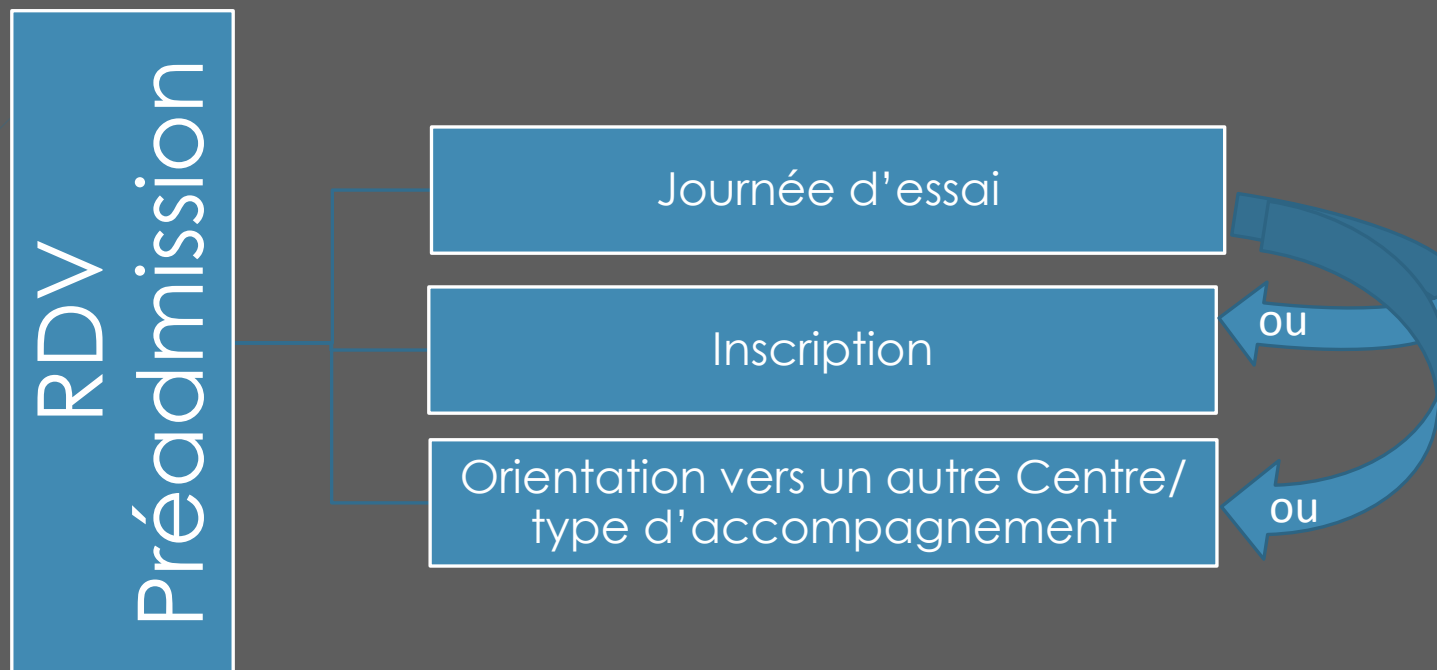 RDV
Préadmission
Journée d’essai
Inscription
ou
Orientation vers un autre Centre/
type d’accompagnement
ou